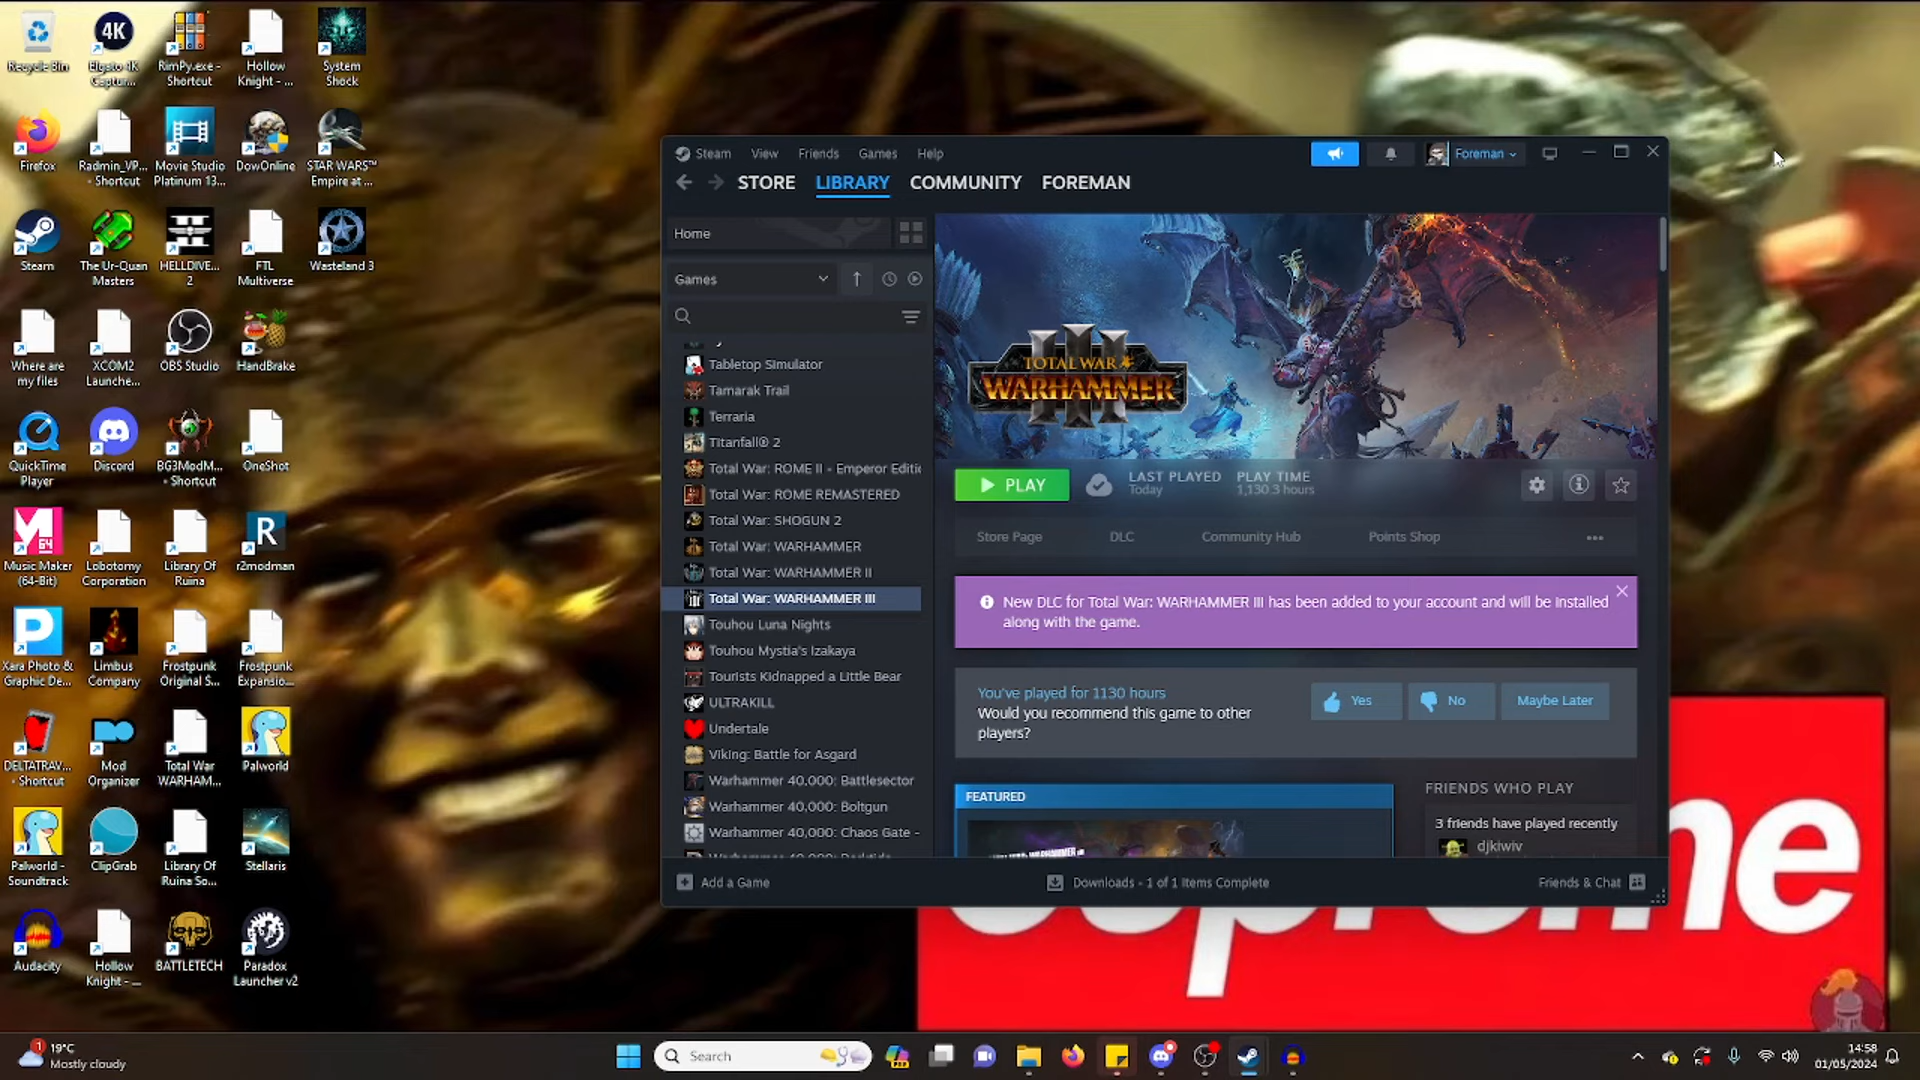 Recycle Bin
Elgato 4K Captur...
RimPy.exe - Shortcut
Hollow Knight - ...
System Shock
4K
Firefox
Radmin_VP... - Shortcut
Movie Studio Platinum 13...
DowOnline
STAR WARS™ Empire at ...
Steam
The Ur-Quan Masters
HELLDIVE... 2
FTL Multiverse
Wasteland 3
Where are my files
XCOM2 Launche...
OBS Studio
HandBrake
QuickTime Player
Discord
BG3ModM... - Shortcut
OneShot
Music Maker (64-Bit)
Lobotomy Corporation
Library Of Ruina
r2modman
Xara Photo & Graphic De...
Limbus Company
Frostpunk Original S...
Frostpunk Expansio...
DELTATRAV... - Shortcut
Mod Organizer
Total War WARHAM...
Palworld
Palworld - Soundtrack
ClipGrab
Library Of Ruina So...
Stellaris
Audacity
Hollow Knight - ...
BATTLETECH
Paradox Launcher v2
Steam View Friends Games Help
Foreman
STORE LIBRARY COMMUNITY FOREMAN
Home
Games
Tabletop Simulator
Tamarak Trail
Terraria
Titanfall® 2
Total War: ROME II - Emperor Editi
Total War: ROME REMASTERED
Total War: SHOGUN 2
Total War: WARHAMMER
Total War: WARHAMMER II
Total War: WARHAMMER III
Touhou Luna Nights
Touhou Mystia's Izakaya
Tourists Kidnapped a Little Bear
ULTRAKILL
Undertale
Viking: Battle for Asgard
Warhammer 40,000: Battlesector
Warhammer 40,000: Boltgun
Warhammer 40,000: Chaos Gate -
TOTAL WAR
WARHAMMER
III
PLAY
LAST PLAYED
Today
PLAY TIME
1,130.3 hours
Store Page DLC Community Hub Points Shop
New DLC for Total War: WARHAMMER III has been added to your account and will be installed
along with the game.
You've played for 1130 hours
Would you recommend this game to other
players?
Yes No Maybe Later
FEATURED
FRIENDS WHO PLAY
3 friends have played recently
djkiwiv
Add a Game
Downloads - 1 of 1 Items Complete
Friends & Chat
1
19°C
Mostly cloudy
Search
14:58
01/05/2024